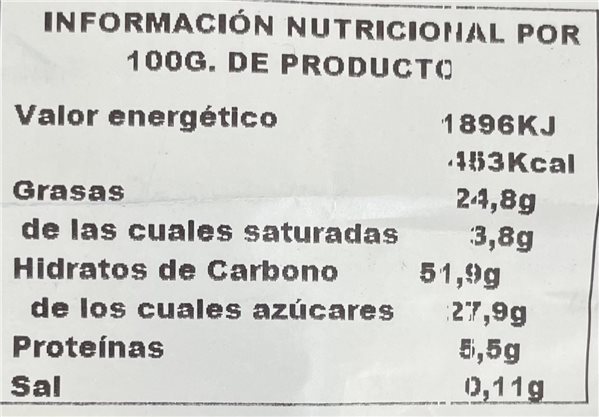 INFORMACIÓN NUTRICIONAL POR
100G. DE PRODUCTO
Valor energético 1896KJ
453Kcal
Grasas 24,8g
de las cuales saturadas 3,8g
Hidratos de Carbono 51,9g
de los cuales azúcares 27,9g
Proteínas 5,5g
Sal 0,11g